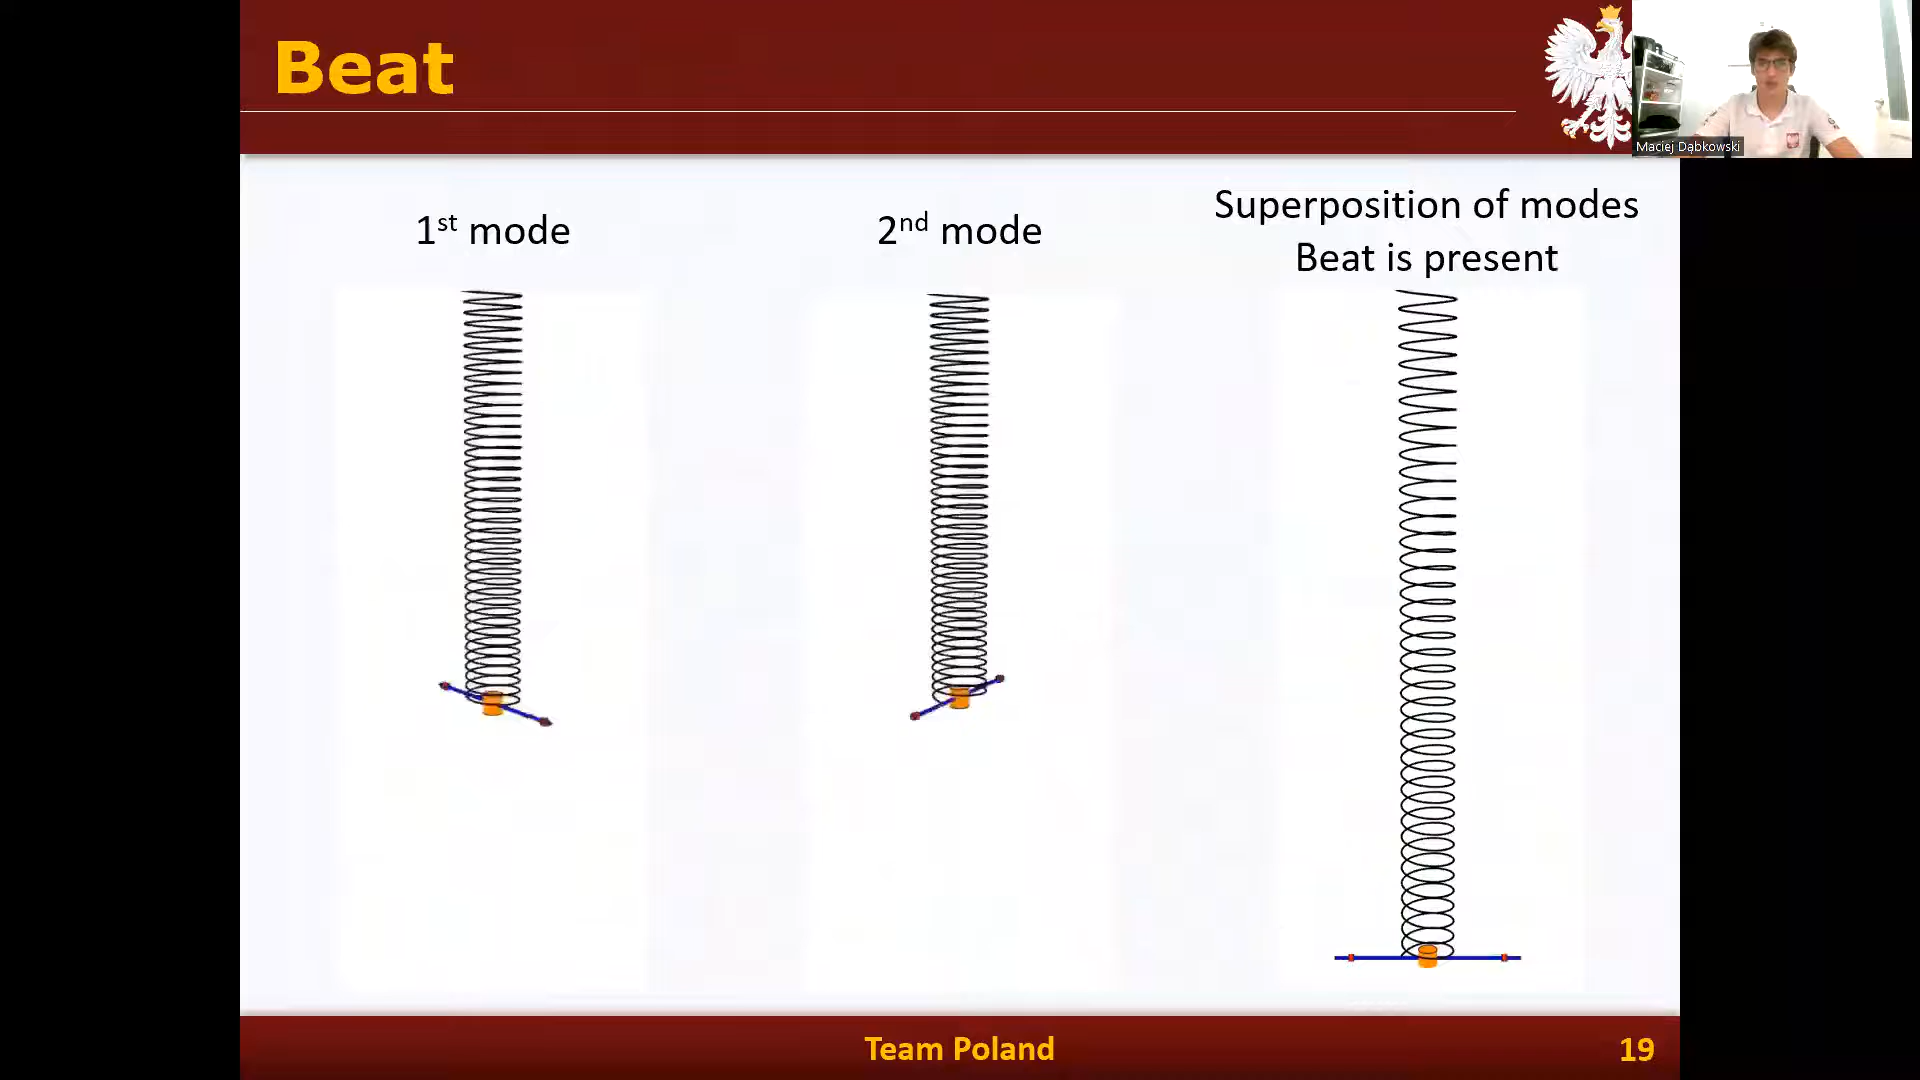 Beat
Maciej Dąbkowski
1st mode
2nd mode
Superposition of modes
Beat is present
Team Poland
19